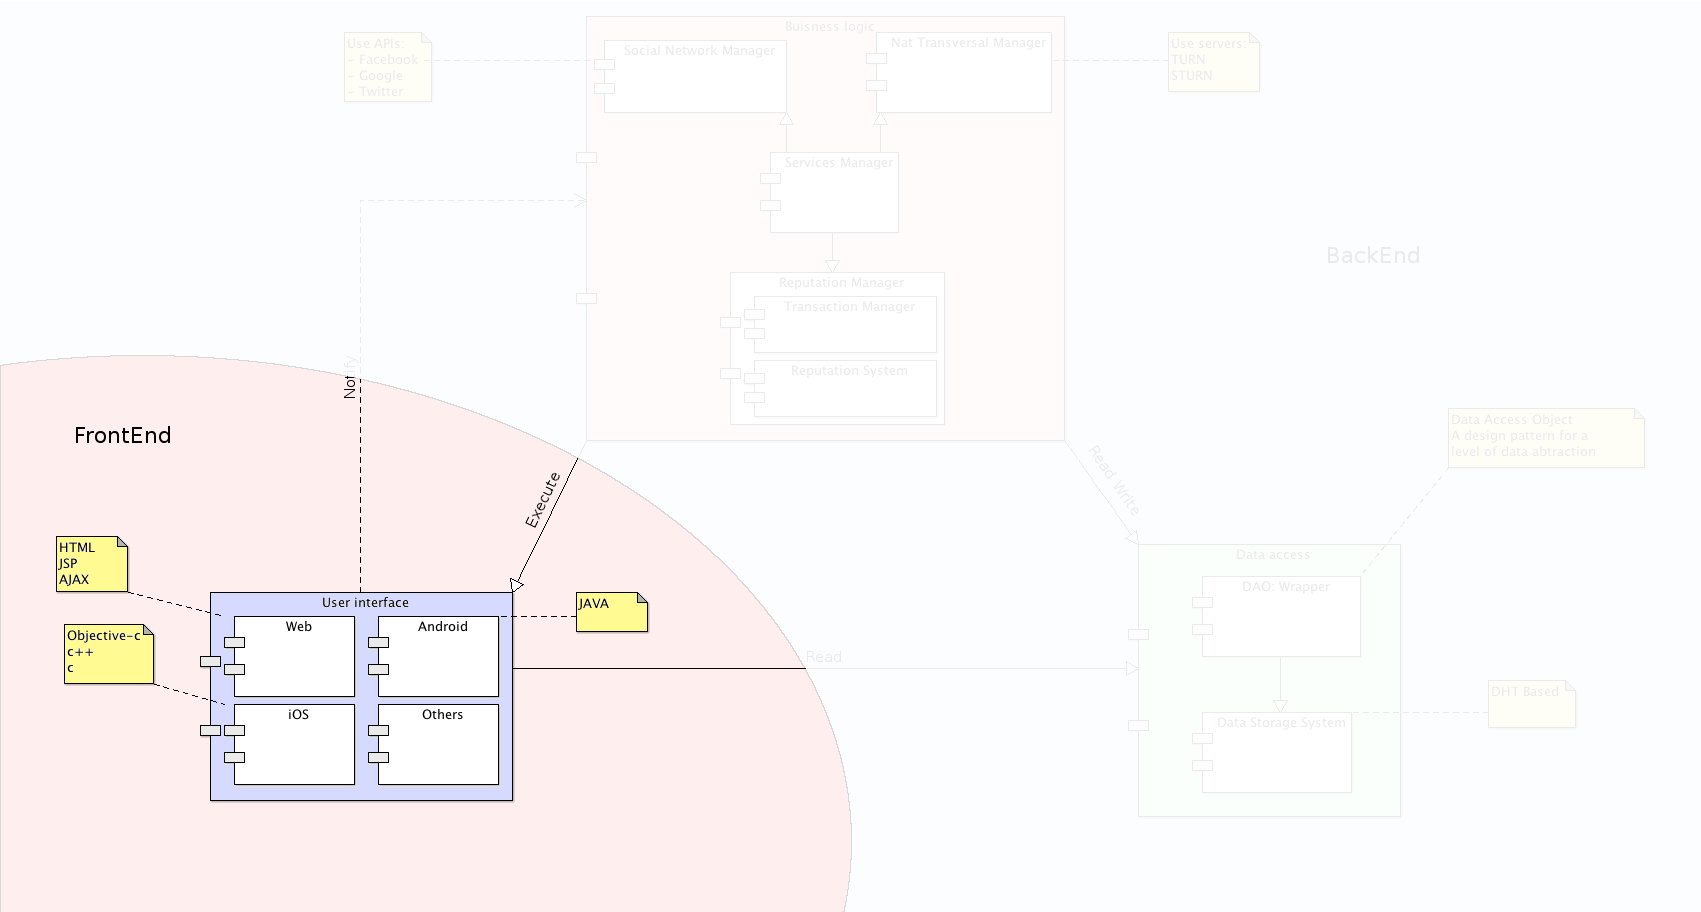 Buisness logic
Use APIs:
- Facebook
- Google
- Twitter
Social Network Manager
Nat Transversal Manager
Use servers:
TURN
STURN
Services Manager
BackEnd
Reputation Manager
Transaction Manager
Reputation System
Notify
FrontEnd
Data Access Object
A design pattern for a
level of data abtraction
Execute
Read Write
HTML
JSP
AJAX
Data access
DAO: Wrapper
User interface
JAVA
Web
Android
Objective-c
c++
c
Read
iOS
Others
DHT Based
Data Storage System